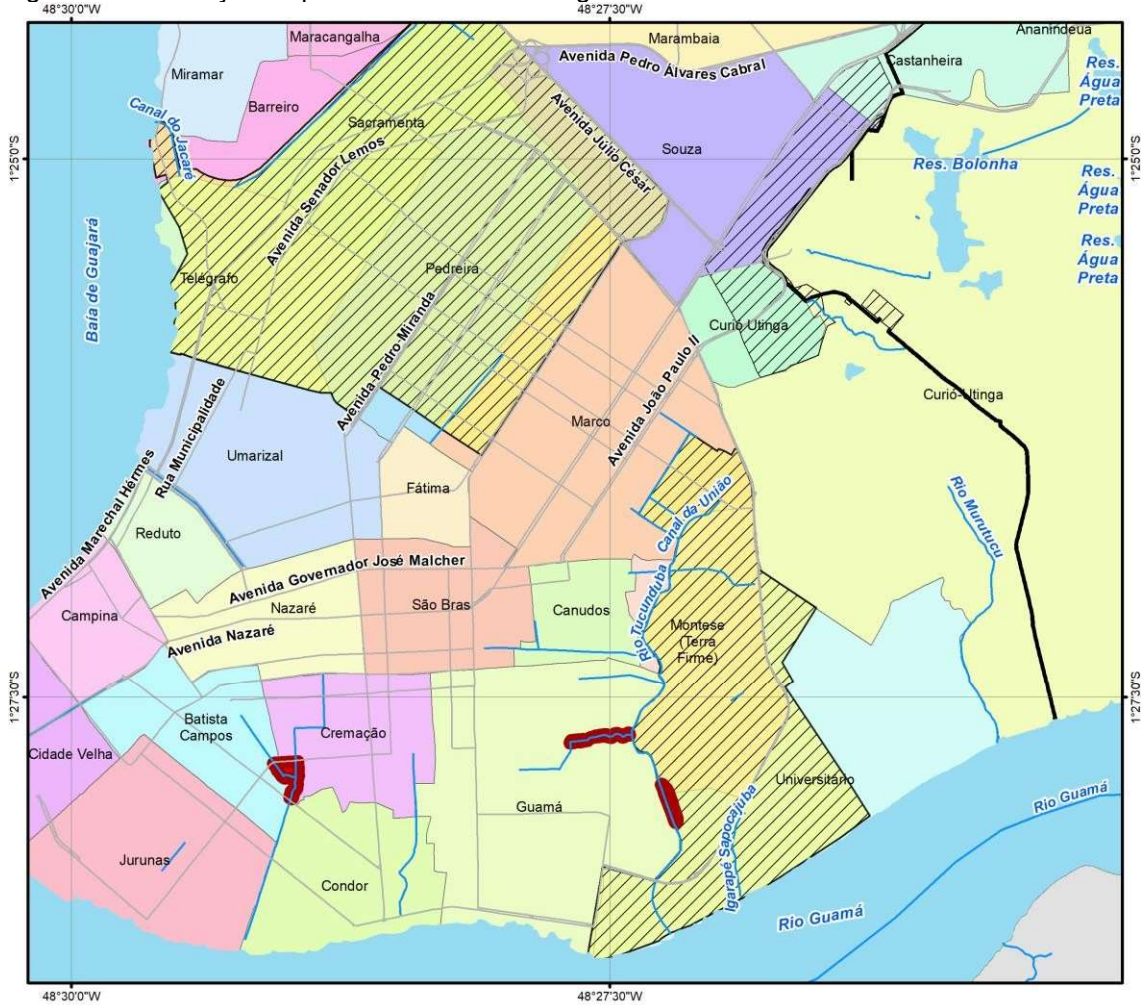 48°30'0"W
48°27'30"W
Maracangalha
Marambaia
Ananindeua
Avenida Pedro Álvares Cabral
Castanheira
Miramar
Res.
Água
Preta
Barreiro
Canal do Jacaré
Sacramenta
Avenida Júlio César
Souza
1°25'0"S
1°25'0"S
Res. Bolonha
Avenida Senador Lemos
Res.
Água
Preta
Baía de Guajará
Res.
Água
Preta
Telégrafo
Pedreira
Curió Utinga
Avenida Pedro Miranda
Avenida João Paulo II
Marco
Curió-Utinga
Rua Municipalidade
Umarizal
Fátima
Avenida Marechal Hérmes
Canal da União
Rio Murutucu
Reduto
Avenida Governador José Malcher
Campina
Nazaré
São Bras
Canudos
Rio Tucunduba
Montese
(Terra
Firme)
Avenida Nazaré
1°27'30"S
1°27'30"S
Batista
Campos
Cremação
Cidade Velha
Universitário
Guamá
Igarapé Sapocajuba
Rio Guamá
Jurunas
Condor
Rio Guamá
48°30'0"W
48°27'30"W